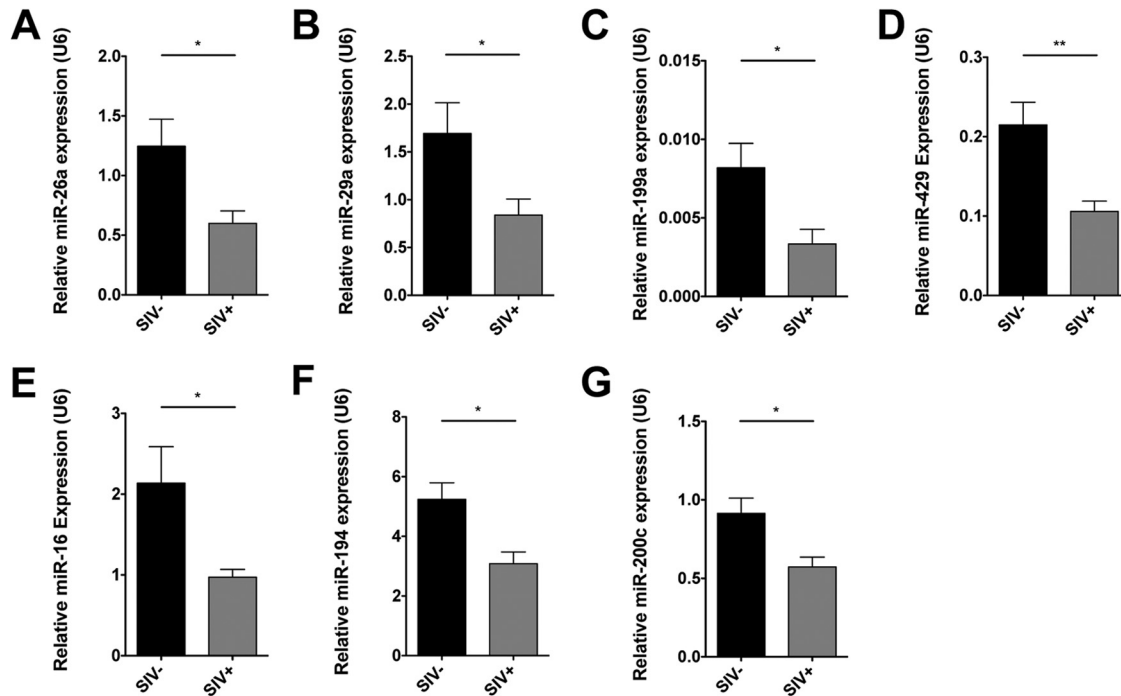 A
Relative miR-26a expression (U6)
*
2.0
1.5
1.0
0.5
0.0
SIV-
SIV+
B
Relative miR-29a expression (U6)
*
2.5
2.0
1.5
1.0
0.5
0.0
SIV-
SIV+
C
Relative miR-199a expression (U6)
*
0.015
0.010
0.005
0.000
SIV-
SIV+
D
Relative miR-429 Expression (U6)
**
0.3
0.2
0.1
0.0
SIV-
SIV+
E
Relative miR-16 Expression (U6)
*
3
2
1
0
SIV-
SIV+
F
Relative miR-194 expression (U6)
*
8
6
4
2
0
SIV-
SIV+
G
Relative miR-200c expression (U6)
*
1.5
1.0
0.5
0.0
SIV-
SIV+